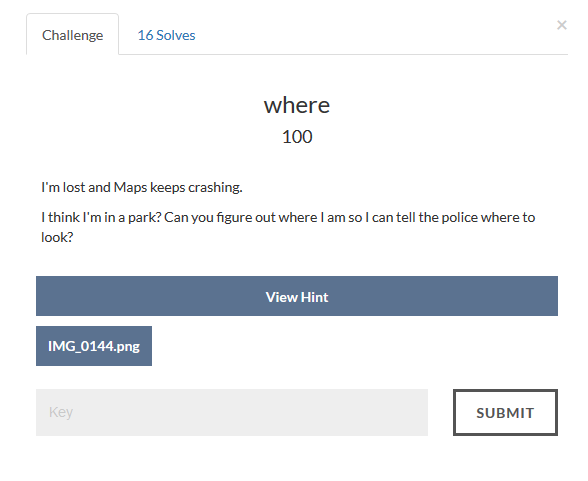 Challenge
16 Solves
×
where
100
I'm lost and Maps keeps crashing.
I think I'm in a park? Can you figure out where I am so I can tell the police where to
look?
View Hint
IMG_0144.png
Key
SUBMIT